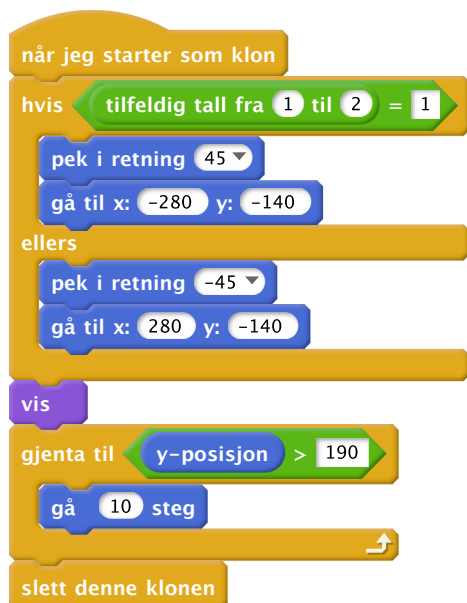 når jeg starter som klon
hvis tilfeldig tall fra 1 til 2 = 1
pek i retning 45
gå til x: -280 y: -140
ellers
pek i retning -45
gå til x: 280 y: -140
vis
gjenta til y-posisjon > 190
gå 10 steg
slett denne klonen